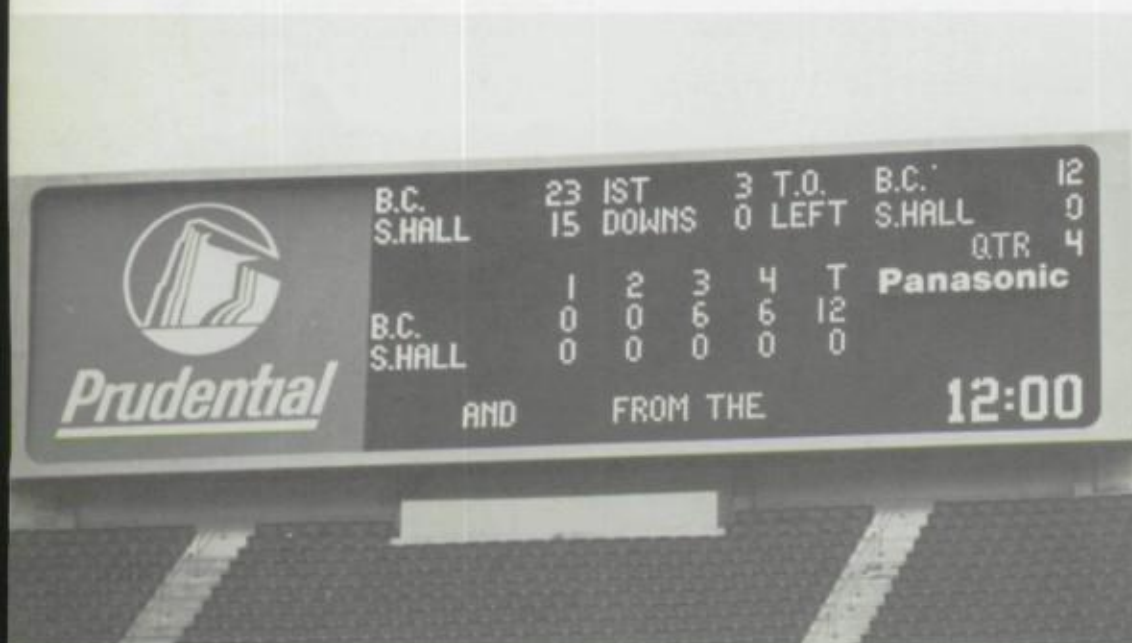 B.C. 23 1ST 3 T.O. B.C. 12
S.HALL 15 DOWNS 0 LEFT S.HALL 0
QTR 4
1 2 3 4 T Panasonic
B.C. 0 0 6 6 12
S.HALL 0 0 0 0 0
Prudential
AND FROM THE 12:00